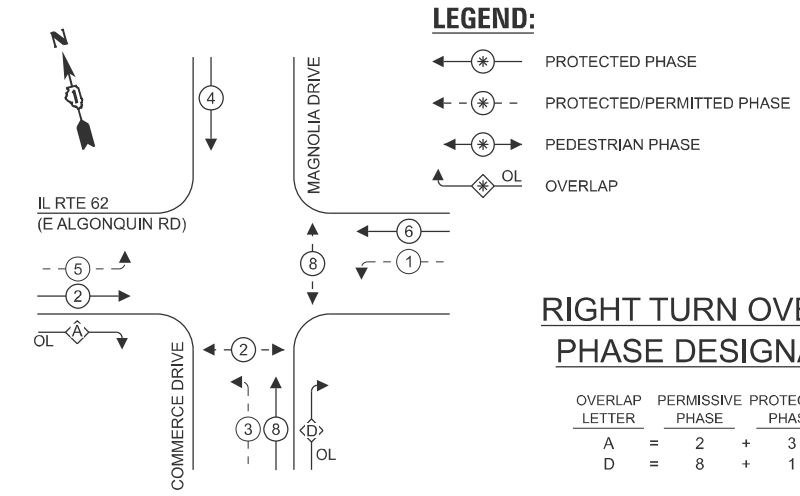 LEGEND:
PROTECTED PHASE
PROTECTED/PERMITTED PHASE
PEDESTRIAN PHASE
OL
OVERLAP
N
1
4
MAGNOLIA DRIVE
IL RTE 62
(E ALGONQUIN RD)
6
5
8
1
2
OL
A
2
COMMERCE DRIVE
3
8
D
OL
RIGHT TURN
PHASE
OVERLAP PERMISSIVE
LETTER PHASE
A = 2 + 3
D = 8 + 1